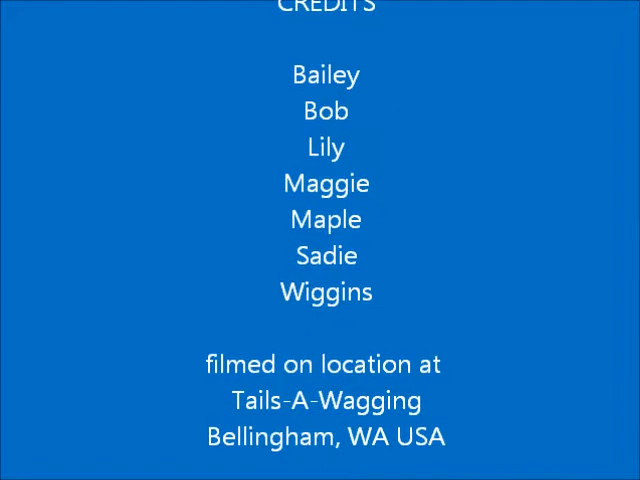 CREDITS
Bailey
Bob
Lily
Maggie
Maple
Sadie
Wiggins
filmed on location at
Tails-A-Wagging
Bellingham, WA USA